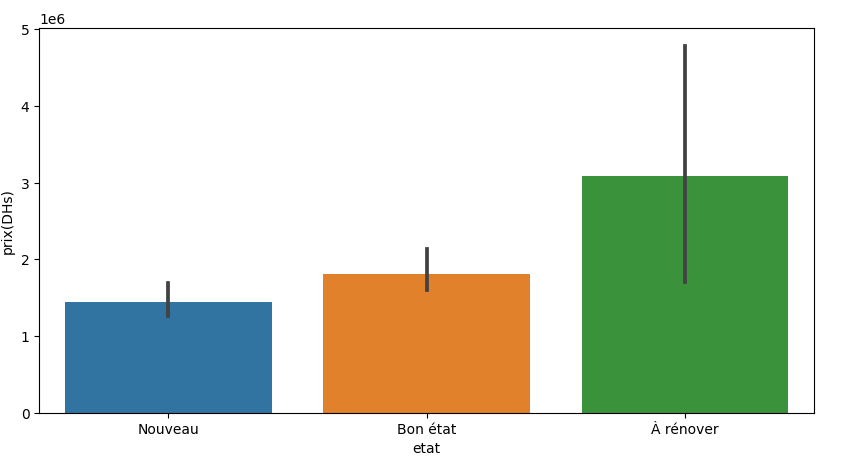 1e6
5
4
3
2
1
0
prix(DHs)
Nouveau Bon état À rénover
etat